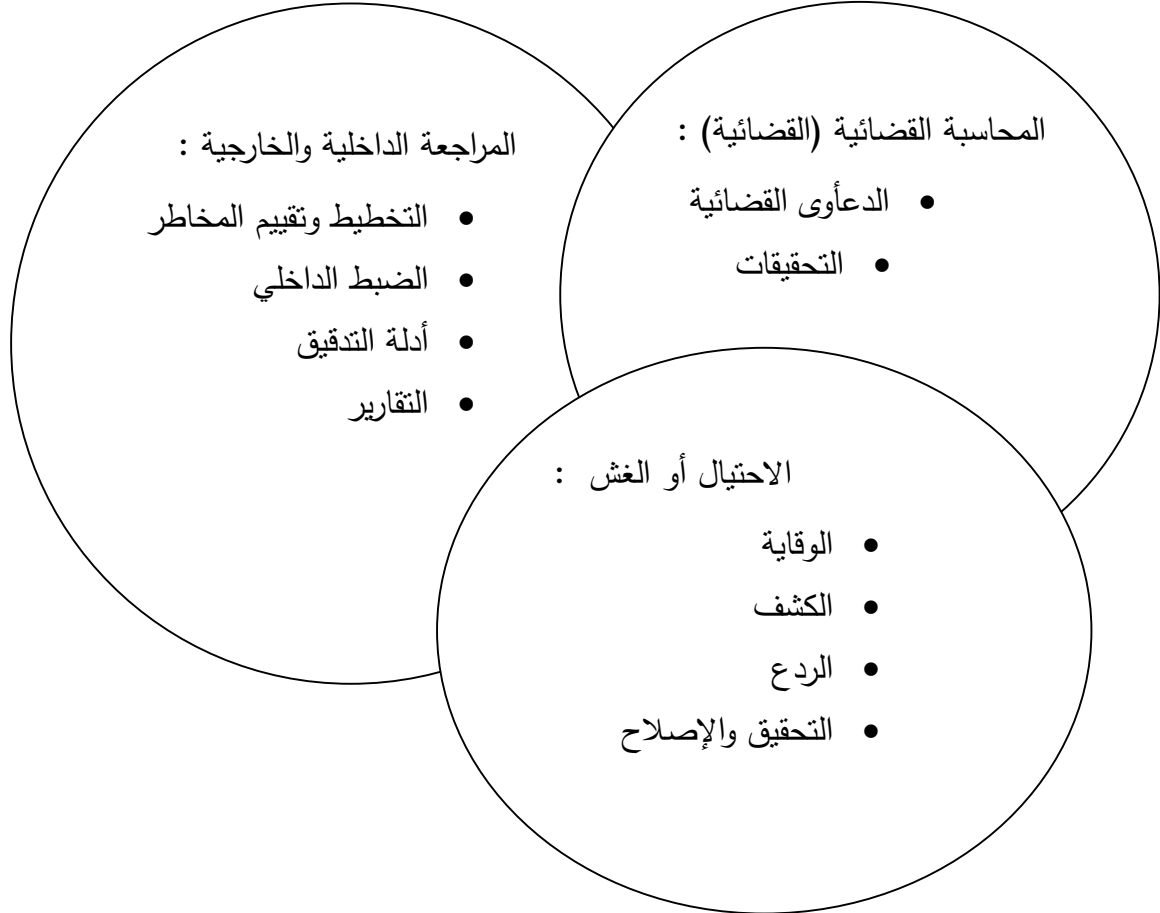 المحاسبة القضائية (القضائية) :
• الدعأوى القضائية
• التحقيقات
المراجعة الداخلية والخارجية :
• التخطيط وتقييم المخاطر
• الضبط الداخلي
• أدلة التدقيق
• التقارير
الاحتيال أو الغش :
• الوقاية
• الكشف
• الردع
• التحقيق والإصلاح